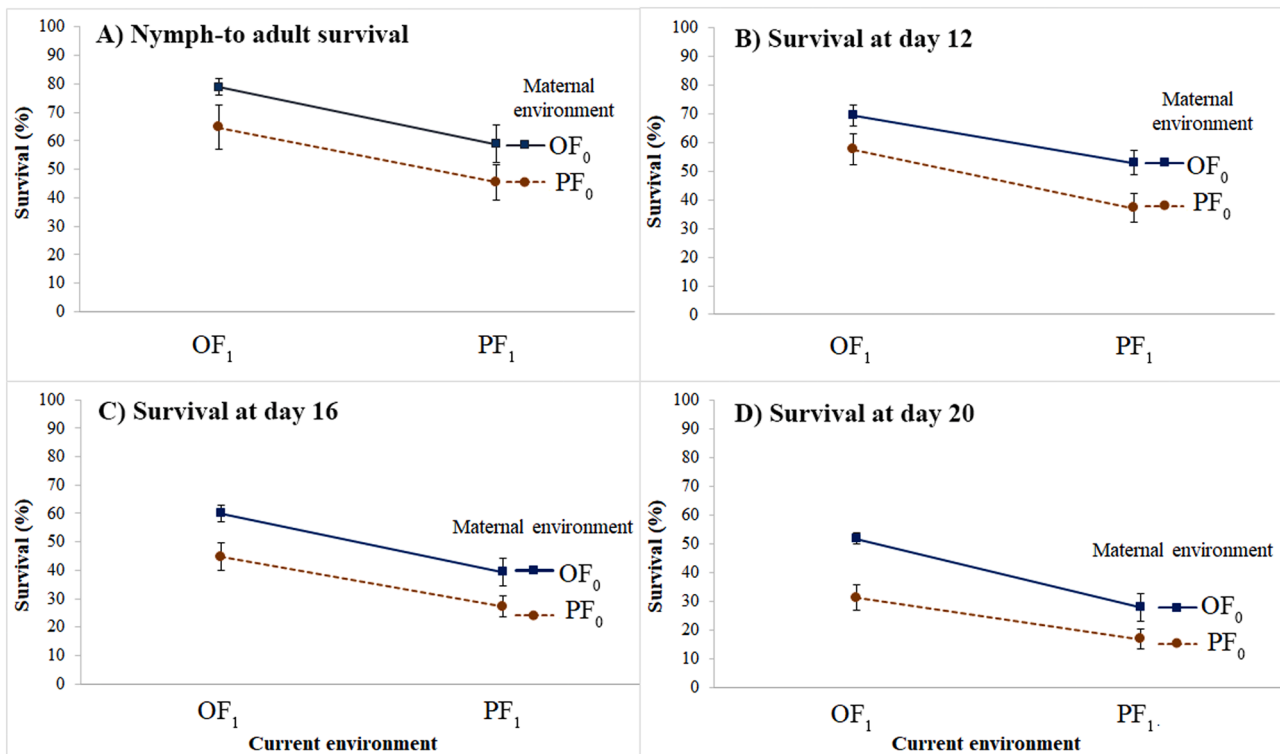 A) Nymph-to adult survival
Survival (%)
100
90
80
70
60
50
40
30
20
10
0
Maternal
environment
OF₀
PF₀
OF₁
PF₁
B) Survival at day 12
Survival (%)
100
90
80
70
60
50
40
30
20
10
0
Maternal
environment
OF₀
PF₀
OF₁
PF₁
C) Survival at day 16
Survival (%)
100
90
80
70
60
50
40
30
20
10
0
Maternal environment
OF₀
PF₀
OF₁
PF₁
Current environment
D) Survival at day 20
Survival (%)
100
90
80
70
60
50
40
30
20
10
0
Maternal environment
OF₀
PF₀
OF₁
PF₁.
Current environment